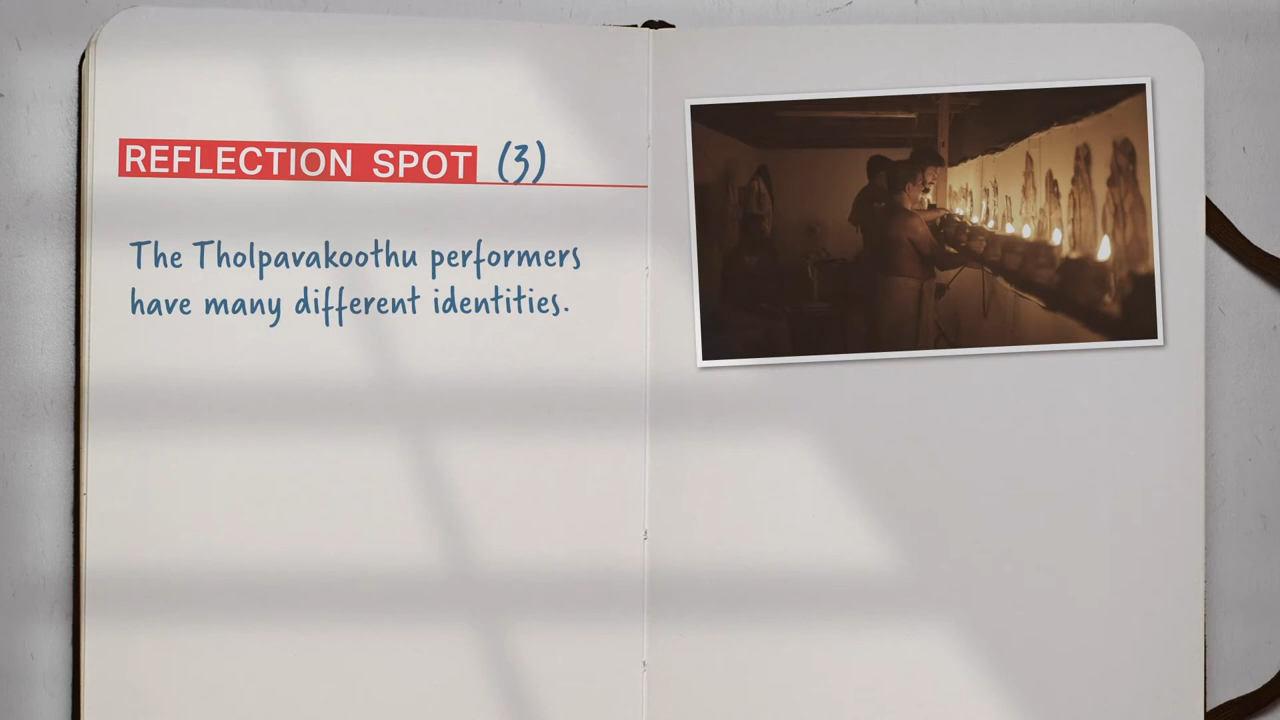 REFLECTION SPOT (3)
The Tholpavakoothu performers
have many different identities.